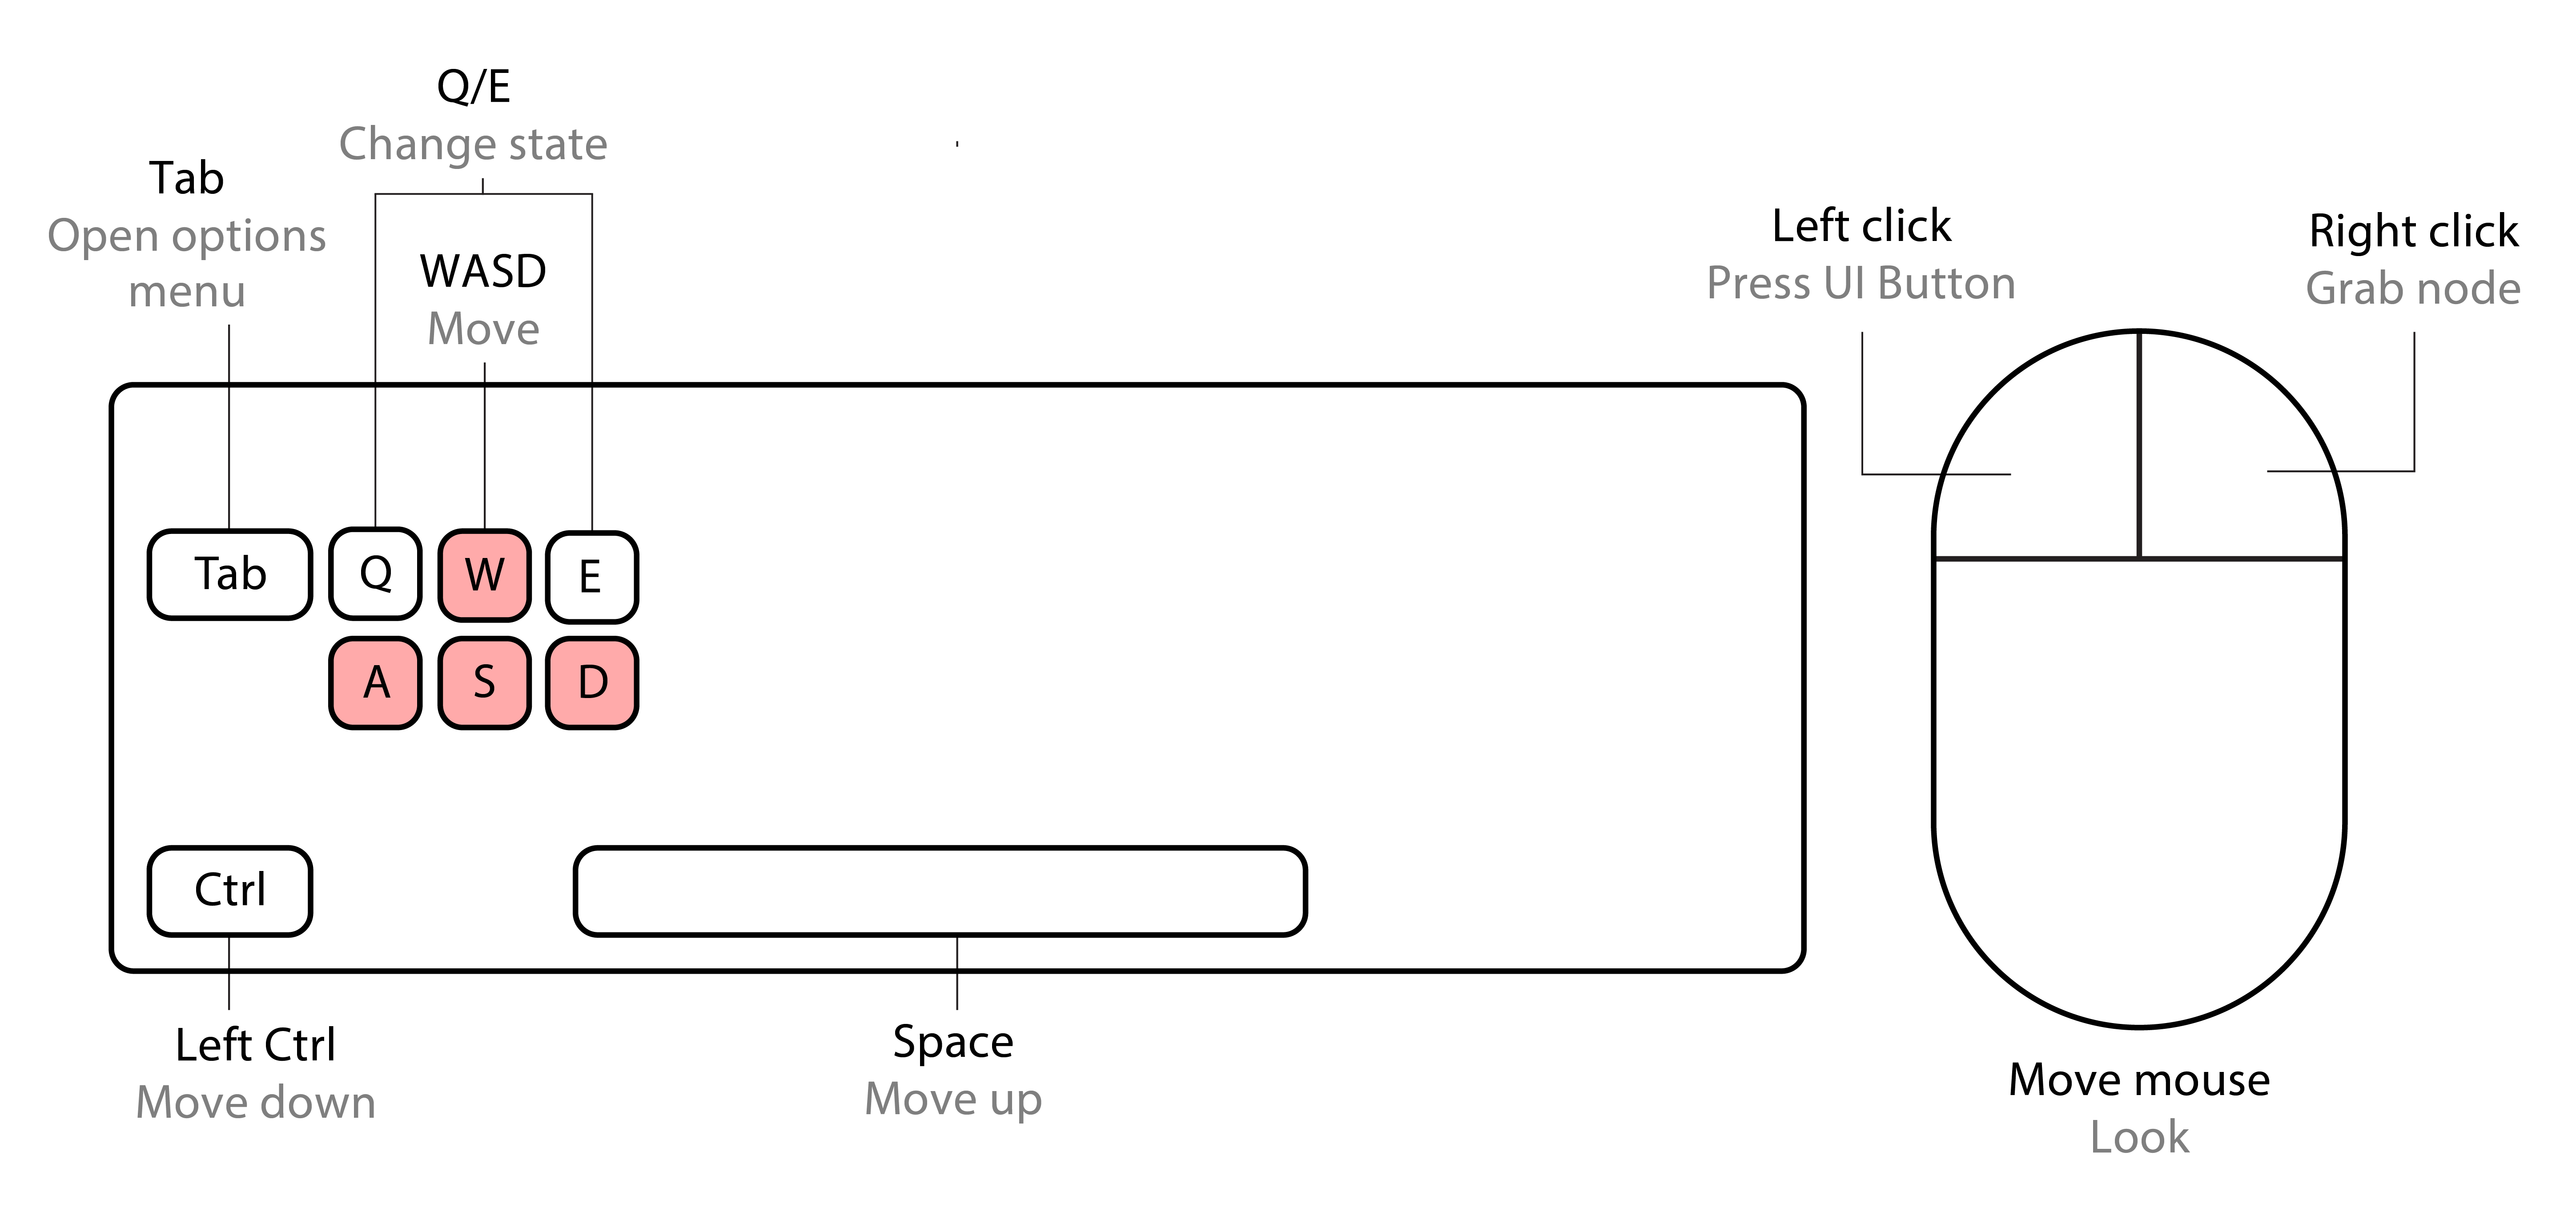 Q/E
Change state
Tab
Open options
menu
WASD
Move
Left click
Press UI Button
Right click
Grab node
Tab
Q
W
E
A
S
D
Ctrl
Left Ctrl
Move down
Space
Move up
Move mouse
Look